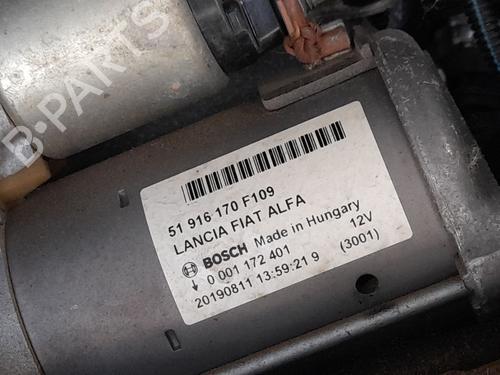 B-PARTS
51 916 170 F109
LANCIA FIAT ALFA
BOSCH Made in Hungary
0 001 172 401 12V
20190811 13:59:21 9 (3001)